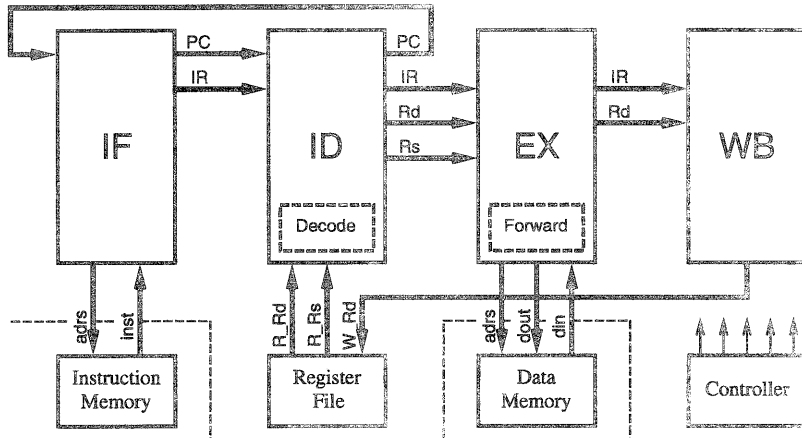 PC
PC
IR
IR
IR
Rd
Rd
Rs
IF
ID
EX
WB
Decode
Forward
adrs
inst
R_Rd
R_Rs
W_Rd
adrs
dout
din
Instruction
Memory
Register
File
Data
Memory
Controller